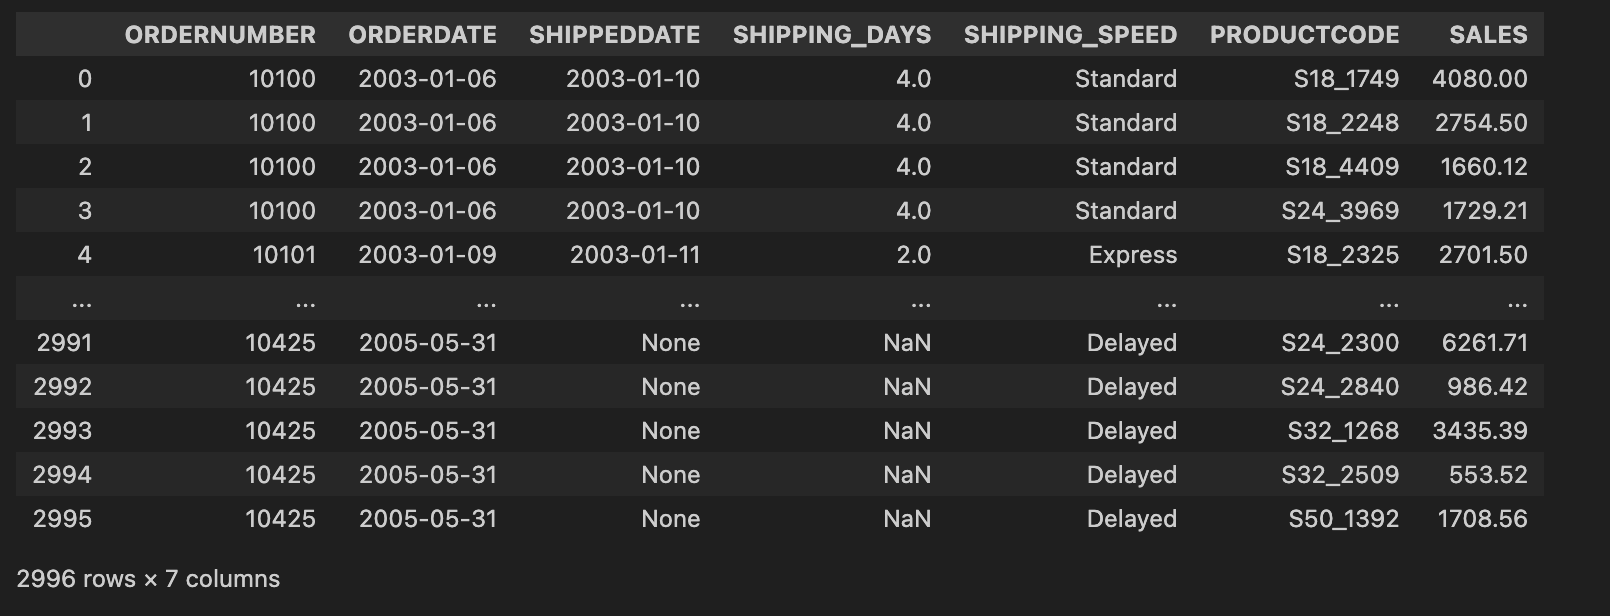 ORDERNUMBER ORDERDATE SHIPPEDDATE SHIPPING_DAYS SHIPPING_SPEED PRODUCTCODE SALES
0 10100 2003-01-06 2003-01-10 4.0 Standard S18_1749 4080.00
1 10100 2003-01-06 2003-01-10 4.0 Standard S18_2248 2754.50
2 10100 2003-01-06 2003-01-10 4.0 Standard S18_4409 1660.12
3 10100 2003-01-06 2003-01-10 4.0 Standard S24_3969 1729.21
4 10101 2003-01-09 2003-01-11 2.0 Express S18_2325 2701.50
... ... ... ... ... ... ... ...
2991 10425 2005-05-31 None NaN Delayed S24_2300 6261.71
2992 10425 2005-05-31 None NaN Delayed S24_2840 986.42
2993 10425 2005-05-31 None NaN Delayed S32_1268 3435.39
2994 10425 2005-05-31 None NaN Delayed S32_2509 553.52
2995 10425 2005-05-31 None NaN Delayed S50_1392 1708.56
2996 rows × 7 columns